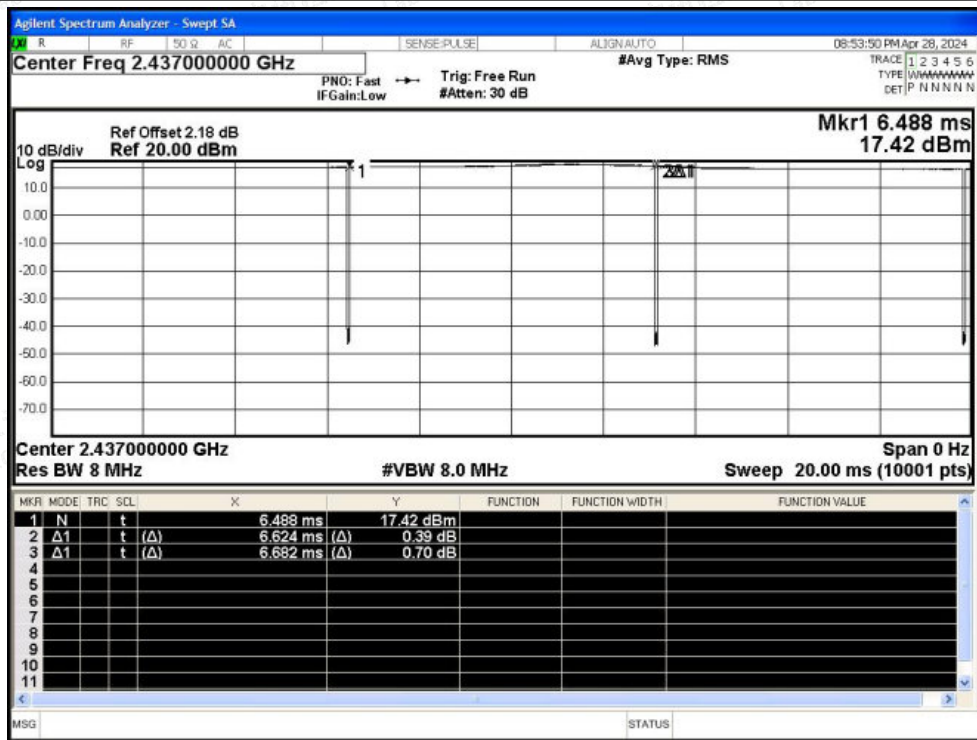 Agilent Spectrum Analyzer - Swept SA
LXI R RF 50 Ω AC SENSE:PULSE ALIGNAUTO 08:53:50 PM Apr 28, 2024
Center Freq 2.437000000 GHz #Avg Type: RMS TRACE 1 2 3 4 5 6
PNO: Fast Trig: Free Run TYPE WWWWWW
IFGain:Low #Atten: 30 dB DET P N N N N N
Mkr1 6.488 ms
Ref Offset 2.18 dB
10 dB/div Ref 20.00 dBm 17.42 dBm
Log
1
2Δ1
10.0
0.00
-10.0
-20.0
-30.0
-40.0
-50.0
-60.0
-70.0
Center 2.437000000 GHz Span 0 Hz
Res BW 8 MHz #VBW 8.0 MHz Sweep 20.00 ms (10001 pts)
MKR MODE TRC SCL X Y FUNCTION FUNCTION WIDTH FUNCTION VALUE
1 N t 6.488 ms 17.42 dBm
2 Δ1 t (Δ) 6.624 ms (Δ) 0.39 dB
3 Δ1 t (Δ) 6.682 ms (Δ) 0.70 dB
4
5
6
7
8
9
10
11
MSG STATUS